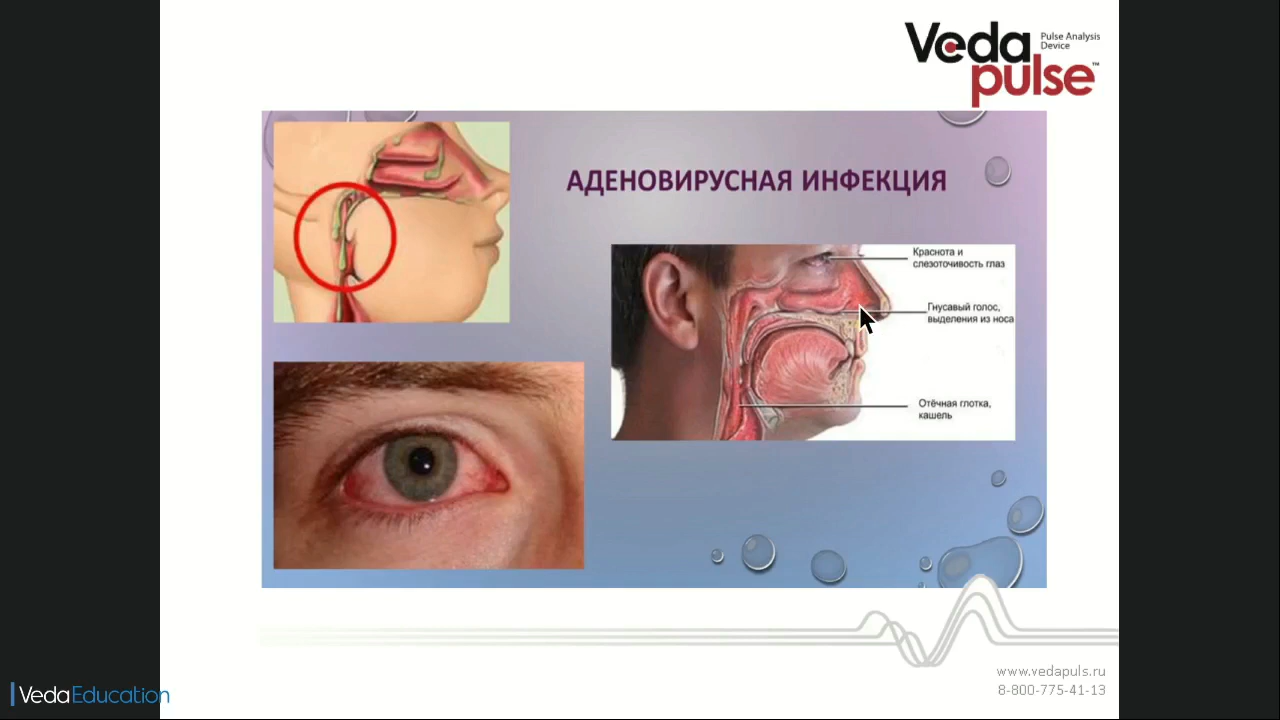 Veda
Pulse Analysis
Device
pulse™
АДЕНОВИРУСНАЯ ИНФЕКЦИЯ
Краснота и
слезоточивость глаз
Гнусавый голос,
выделения из носа
Отёчная глотка,
кашель
www.vedapuls.ru
8-800-775-41-13
VedaEducation